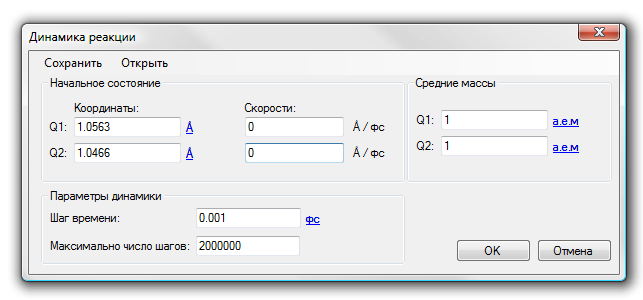 Динамика реакции
Сохранить Открыть
Начальное состояние
Координаты: Скорости:
Q1: 1.0563 Å 0 Å / фс
Q2: 1.0466 Å 0 Å / фс
Средние массы
Q1: 1 а.е.м
Q2: 1 а.е.м
Параметры динамики
Шаг времени: 0.001 фс
Максимально число шагов: 2000000
OK Отмена